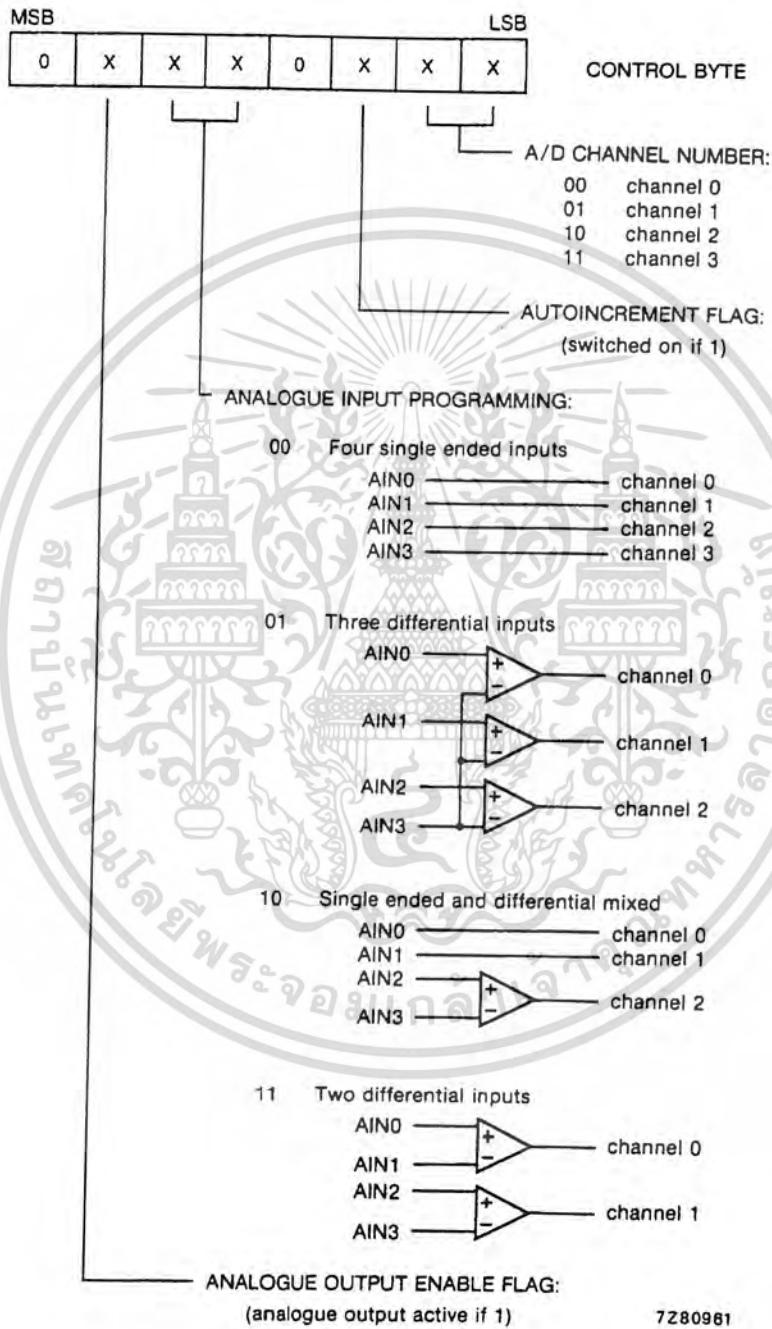 MSB LSB
0 X X X 0 X X X CONTROL BYTE
A/D CHANNEL NUMBER:
00 channel 0
01 channel 1
10 channel 2
11 channel 3
AUTOINCREMENT FLAG:
(switched on if 1)
ANALOGUE INPUT PROGRAMMING:
00 Four single ended inputs
AIN0 channel 0
AIN1 channel 1
AIN2 channel 2
AIN3 channel 3
01 Three differential inputs
AIN0 + − channel 0
AIN1 + − channel 1
AIN2 + − channel 2
AIN3
10 Single ended and differential mixed
AIN0 channel 0
AIN1 channel 1
AIN2 + − channel 2
AIN3
11 Two differential inputs
AIN0 + − channel 0
AIN1
AIN2 + − channel 1
AIN3
ANALOGUE OUTPUT ENABLE FLAG:
(analogue output active if 1)
7Z80961